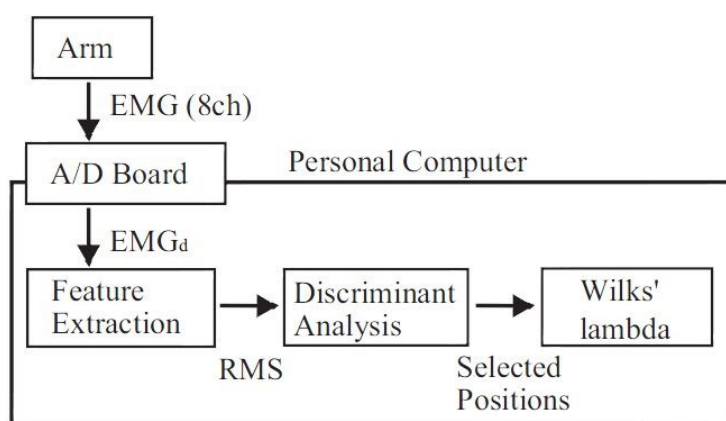 Arm
EMG (8ch)
A/D Board
Personal Computer
EMGd
Feature
Extraction
RMS
Discriminant
Analysis
Selected
Positions
Wilks'
lambda